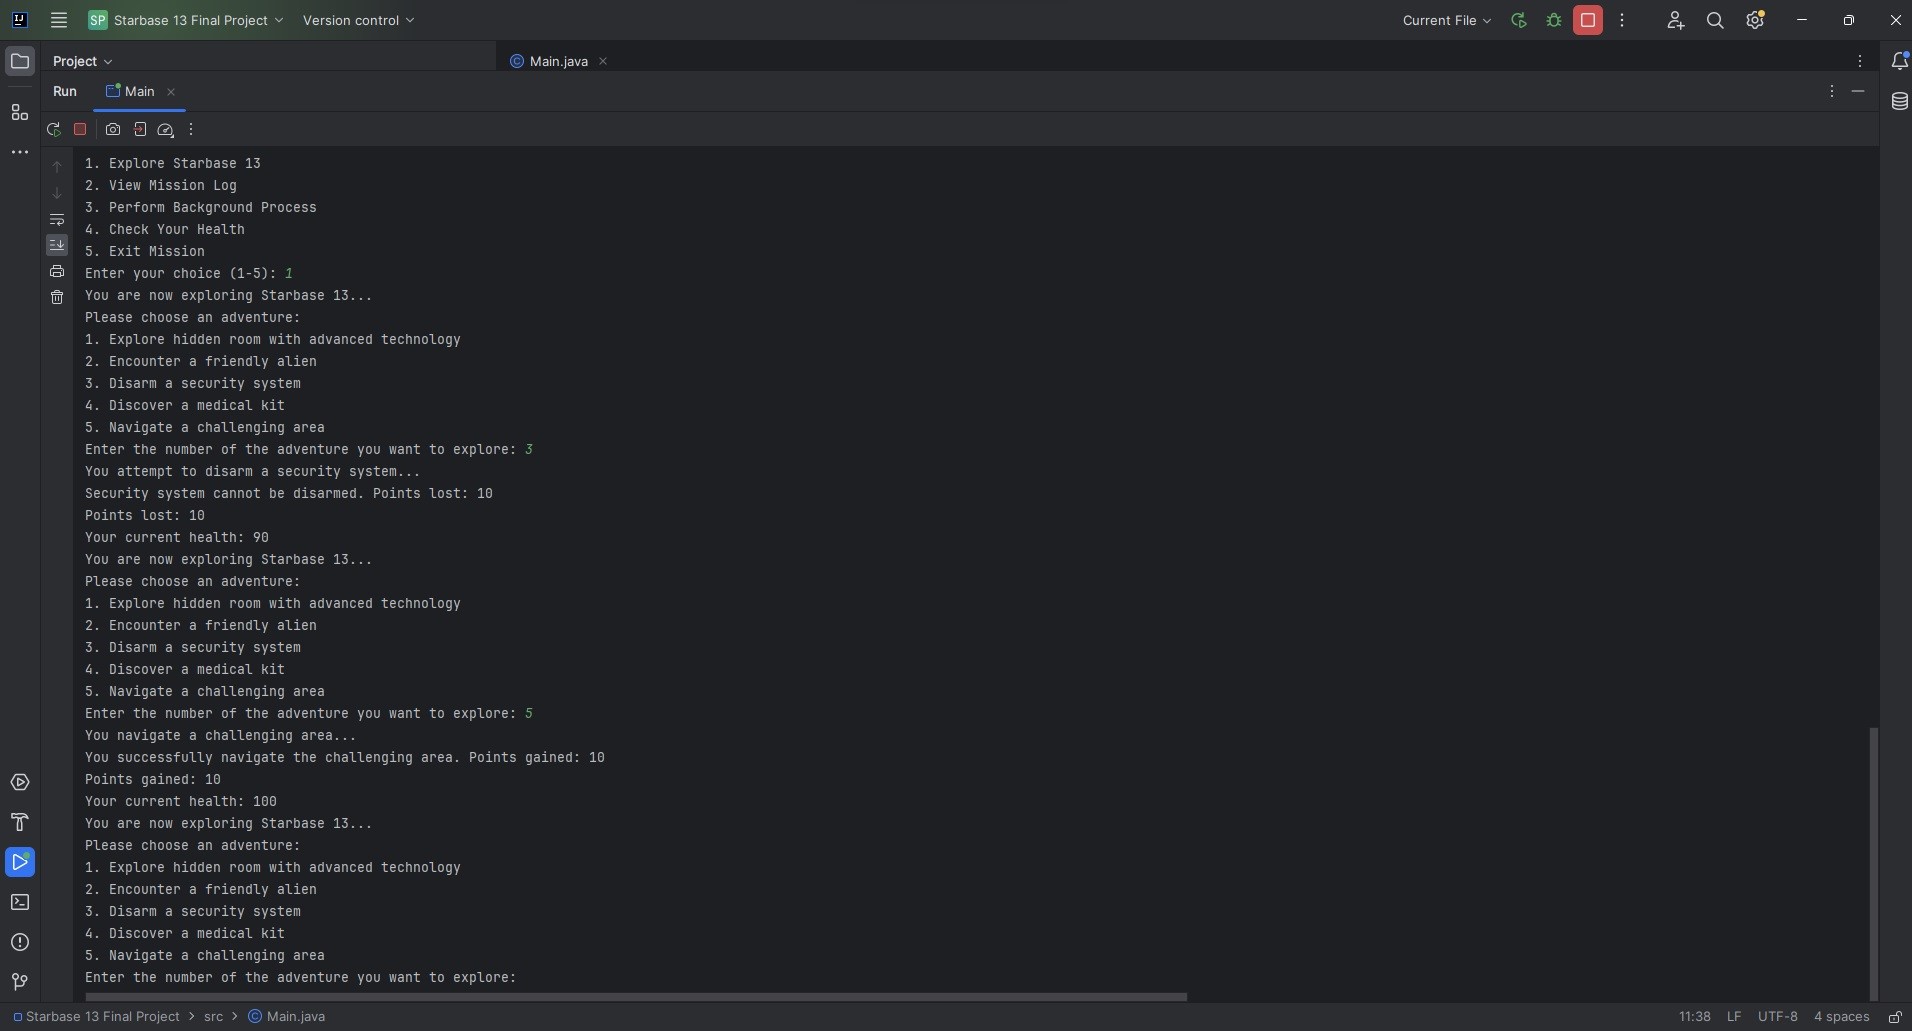 SP Starbase 13 Final Project Version control Current File
Project Main.java
Run Main
1. Explore Starbase 13
2. View Mission Log
3. Perform Background Process
4. Check Your Health
5. Exit Mission
Enter your choice (1-5): 1
You are now exploring Starbase 13...
Please choose an adventure:
1. Explore hidden room with advanced technology
2. Encounter a friendly alien
3. Disarm a security system
4. Discover a medical kit
5. Navigate a challenging area
Enter the number of the adventure you want to explore: 3
You attempt to disarm a security system...
Security system cannot be disarmed. Points lost: 10
Points lost: 10
Your current health: 90
You are now exploring Starbase 13...
Please choose an adventure:
1. Explore hidden room with advanced technology
2. Encounter a friendly alien
3. Disarm a security system
4. Discover a medical kit
5. Navigate a challenging area
Enter the number of the adventure you want to explore: 5
You navigate a challenging area...
You successfully navigate the challenging area. Points gained: 10
Points gained: 10
Your current health: 100
You are now exploring Starbase 13...
Please choose an adventure:
1. Explore hidden room with advanced technology
2. Encounter a friendly alien
3. Disarm a security system
4. Discover a medical kit
5. Navigate a challenging area
Enter the number of the adventure you want to explore:
Starbase 13 Final Project > src > Main.java 11:38 LF UTF-8 4 spaces